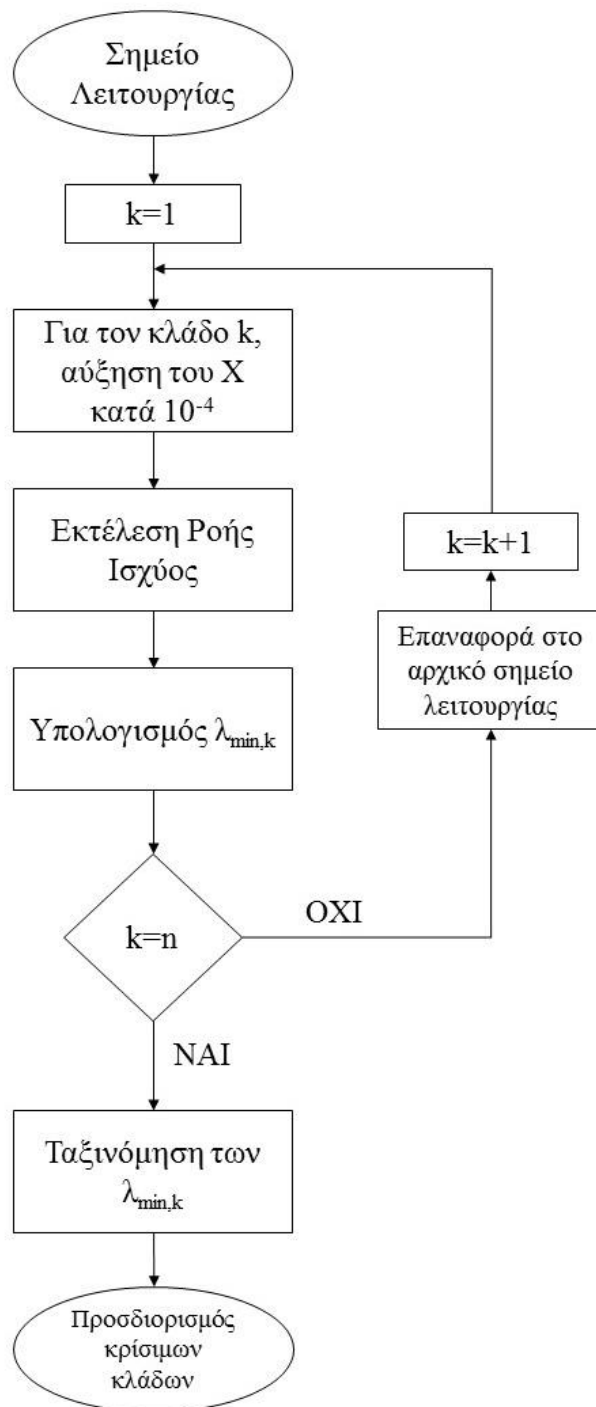 Σημείο
Λειτουργίας
k=1
Για τον κλάδο k,
αύξηση του X
κατά 10⁻⁴
Εκτέλεση Ροής
Ισχύος
Υπολογισμός λmin,k
k=n
ΟΧΙ
Επαναφορά στο
αρχικό σημείο
λειτουργίας
k=k+1
ΝΑΙ
Ταξινόμηση των
λmin,k
Προσδιορισμός
κρίσιμων
κλάδων